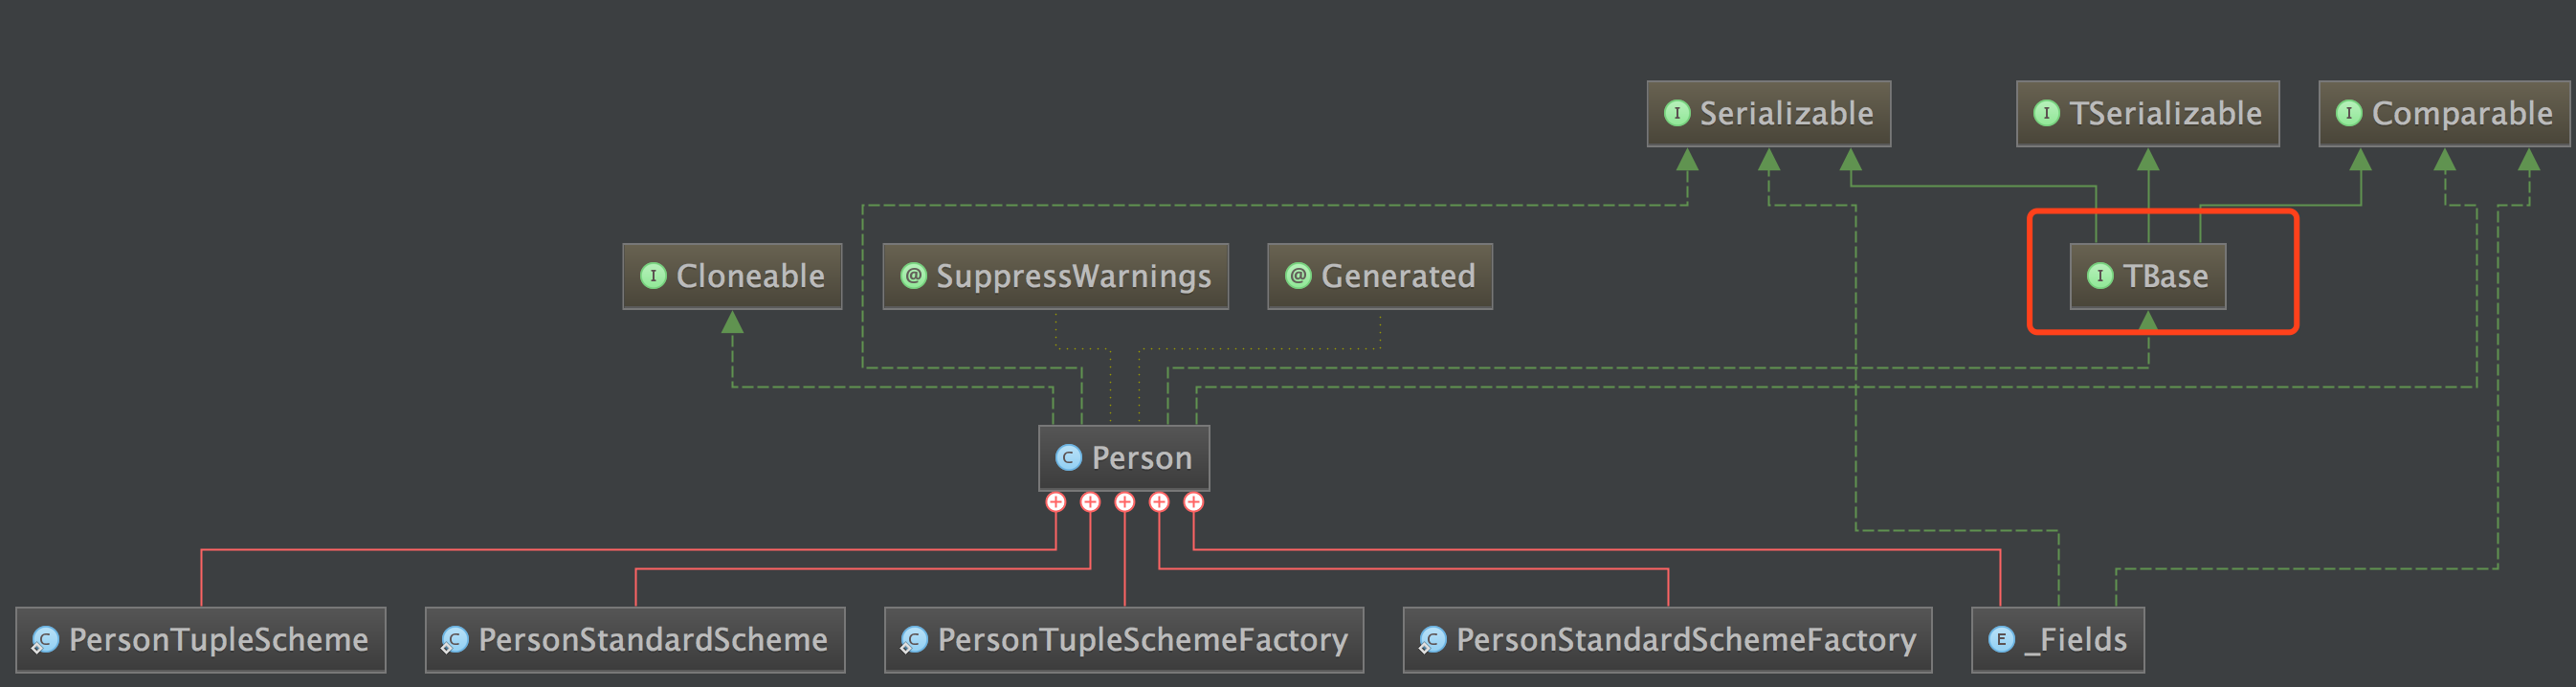 I Serializable
I TSerializable
I Comparable
I Cloneable
@ SuppressWarnings
@ Generated
I TBase
C Person
C PersonTupleScheme
C PersonStandardScheme
C PersonTupleSchemeFactory
C PersonStandardSchemeFactory
E _Fields